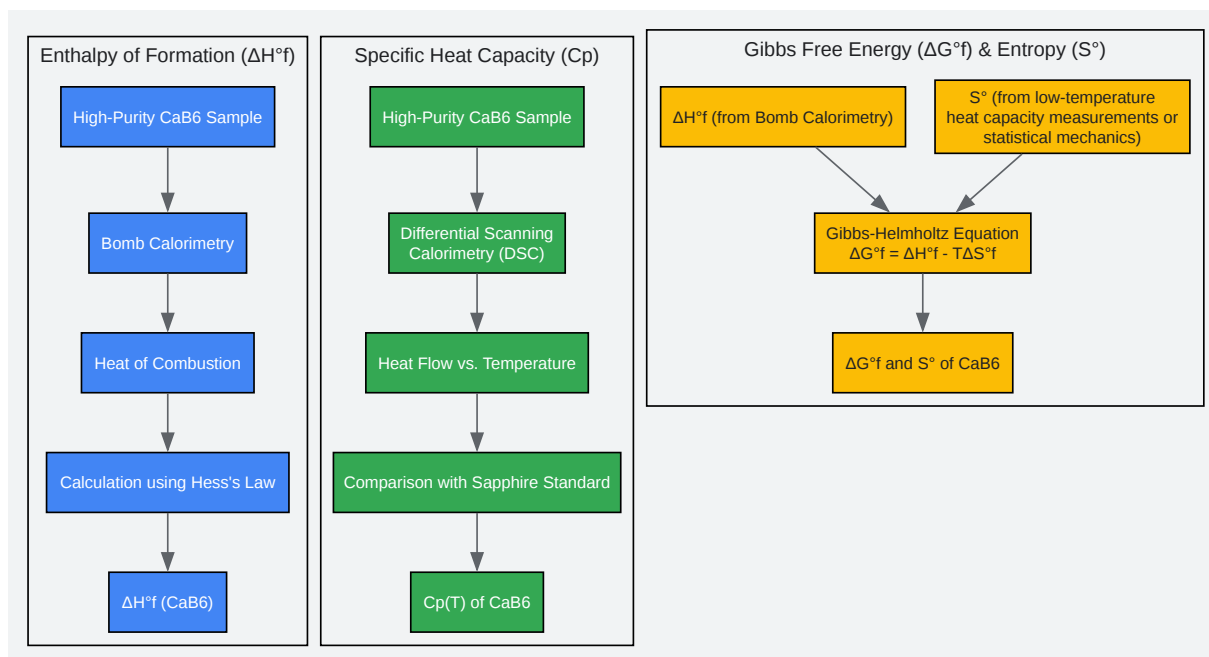 Enthalpy of Formation (ΔH°f)
High-Purity CaB6 Sample
Bomb Calorimetry
Heat of Combustion
Calculation using Hess's Law
ΔH°f (CaB6)
Specific Heat Capacity (Cp)
High-Purity CaB6 Sample
Differential Scanning
Calorimetry (DSC)
Heat Flow vs. Temperature
Comparison with Sapphire Standard
Cp(T) of CaB6
Gibbs Free Energy (ΔG°f) & Entropy (S°)
ΔH°f (from Bomb Calorimetry)
S° (from low-temperature
heat capacity measurements or
statistical mechanics)
Gibbs-Helmholtz Equation
ΔG°f = ΔH°f - TΔS°f
ΔG°f and S° of CaB6